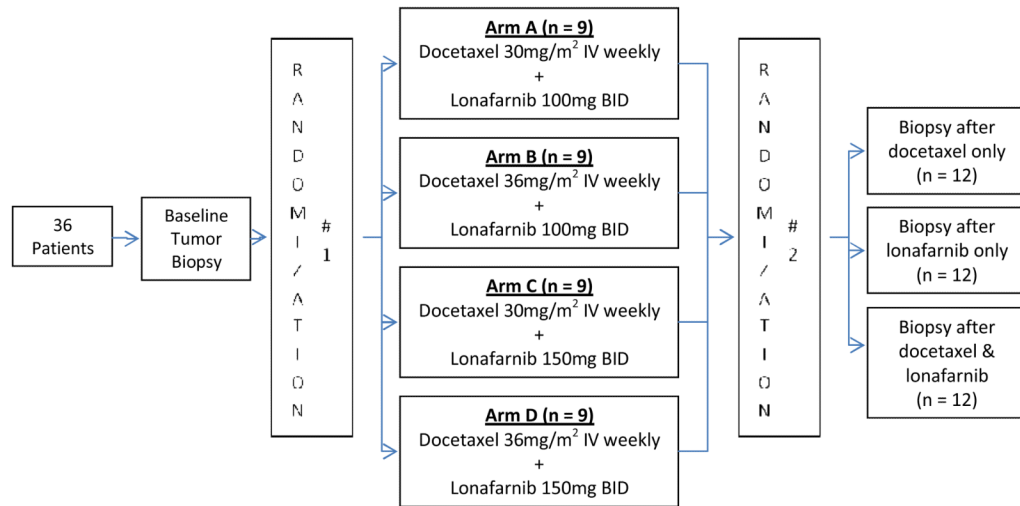 36
Patients
Baseline
Tumor
Biopsy
R
A
N
D
O
M
I
Z
A
T
I
O
N
#
1
Arm A (n = 9)
Docetaxel 30mg/m² IV weekly
+
Lonafarnib 100mg BID
Arm B (n = 9)
Docetaxel 36mg/m² IV weekly
+
Lonafarnib 100mg BID
Arm C (n = 9)
Docetaxel 30mg/m² IV weekly
+
Lonafarnib 150mg BID
Arm D (n = 9)
Docetaxel 36mg/m² IV weekly
+
Lonafarnib 150mg BID
R
A
N
D
O
M
I
Z
A
T
I
O
N
#
2
Biopsy after
docetaxel only
(n = 12)
Biopsy after
lonafarnib only
(n = 12)
Biopsy after
docetaxel &
lonafarnib
(n = 12)